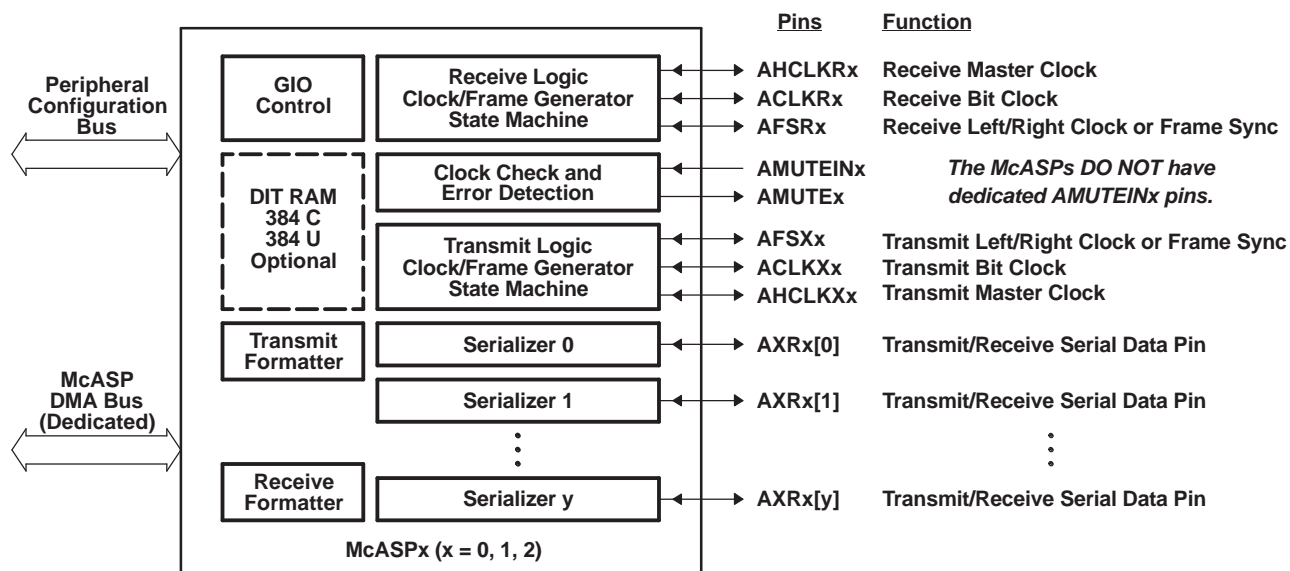 Pins Function
Peripheral
Configuration
Bus
GIO
Control
Receive Logic
Clock/Frame Generator
State Machine
AHCLKRx Receive Master Clock
ACLKRx Receive Bit Clock
AFSRx Receive Left/Right Clock or Frame Sync
DIT RAM
384 C
384 U
Optional
Clock Check and
Error Detection
AMUTEINx
AMUTEx
The McASPs DO NOT have
dedicated AMUTEINx pins.
Transmit Logic
Clock/Frame Generator
State Machine
AFSXx Transmit Left/Right Clock or Frame Sync
ACLKXx Transmit Bit Clock
AHCLKXx Transmit Master Clock
Transmit
Formatter
Serializer 0
AXRx[0] Transmit/Receive Serial Data Pin
McASP
DMA Bus
(Dedicated)
Serializer 1
AXRx[1] Transmit/Receive Serial Data Pin
Receive
Formatter
Serializer y
AXRx[y] Transmit/Receive Serial Data Pin
McASPx (x = 0, 1, 2)